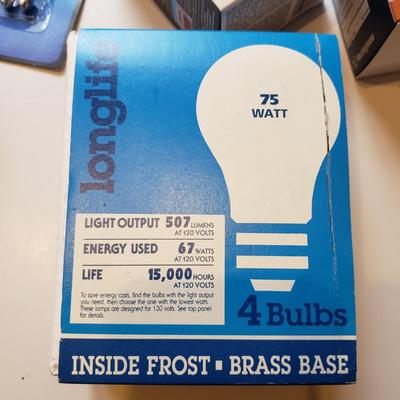 longlife
75
WATT
LIGHT OUTPUT 507 LUMENS
AT 120 VOLTS
ENERGY USED 67 WATTS
AT 120 VOLTS
LIFE 15,000 HOURS
AT 120 VOLTS
To save energy costs, find the bulbs with the light output
you need, then choose the one with the lowest watts.
These lamps are designed for 130 volts. See top panel
for details.
4 Bulbs
INSIDE FROST ▪ BRASS BASE